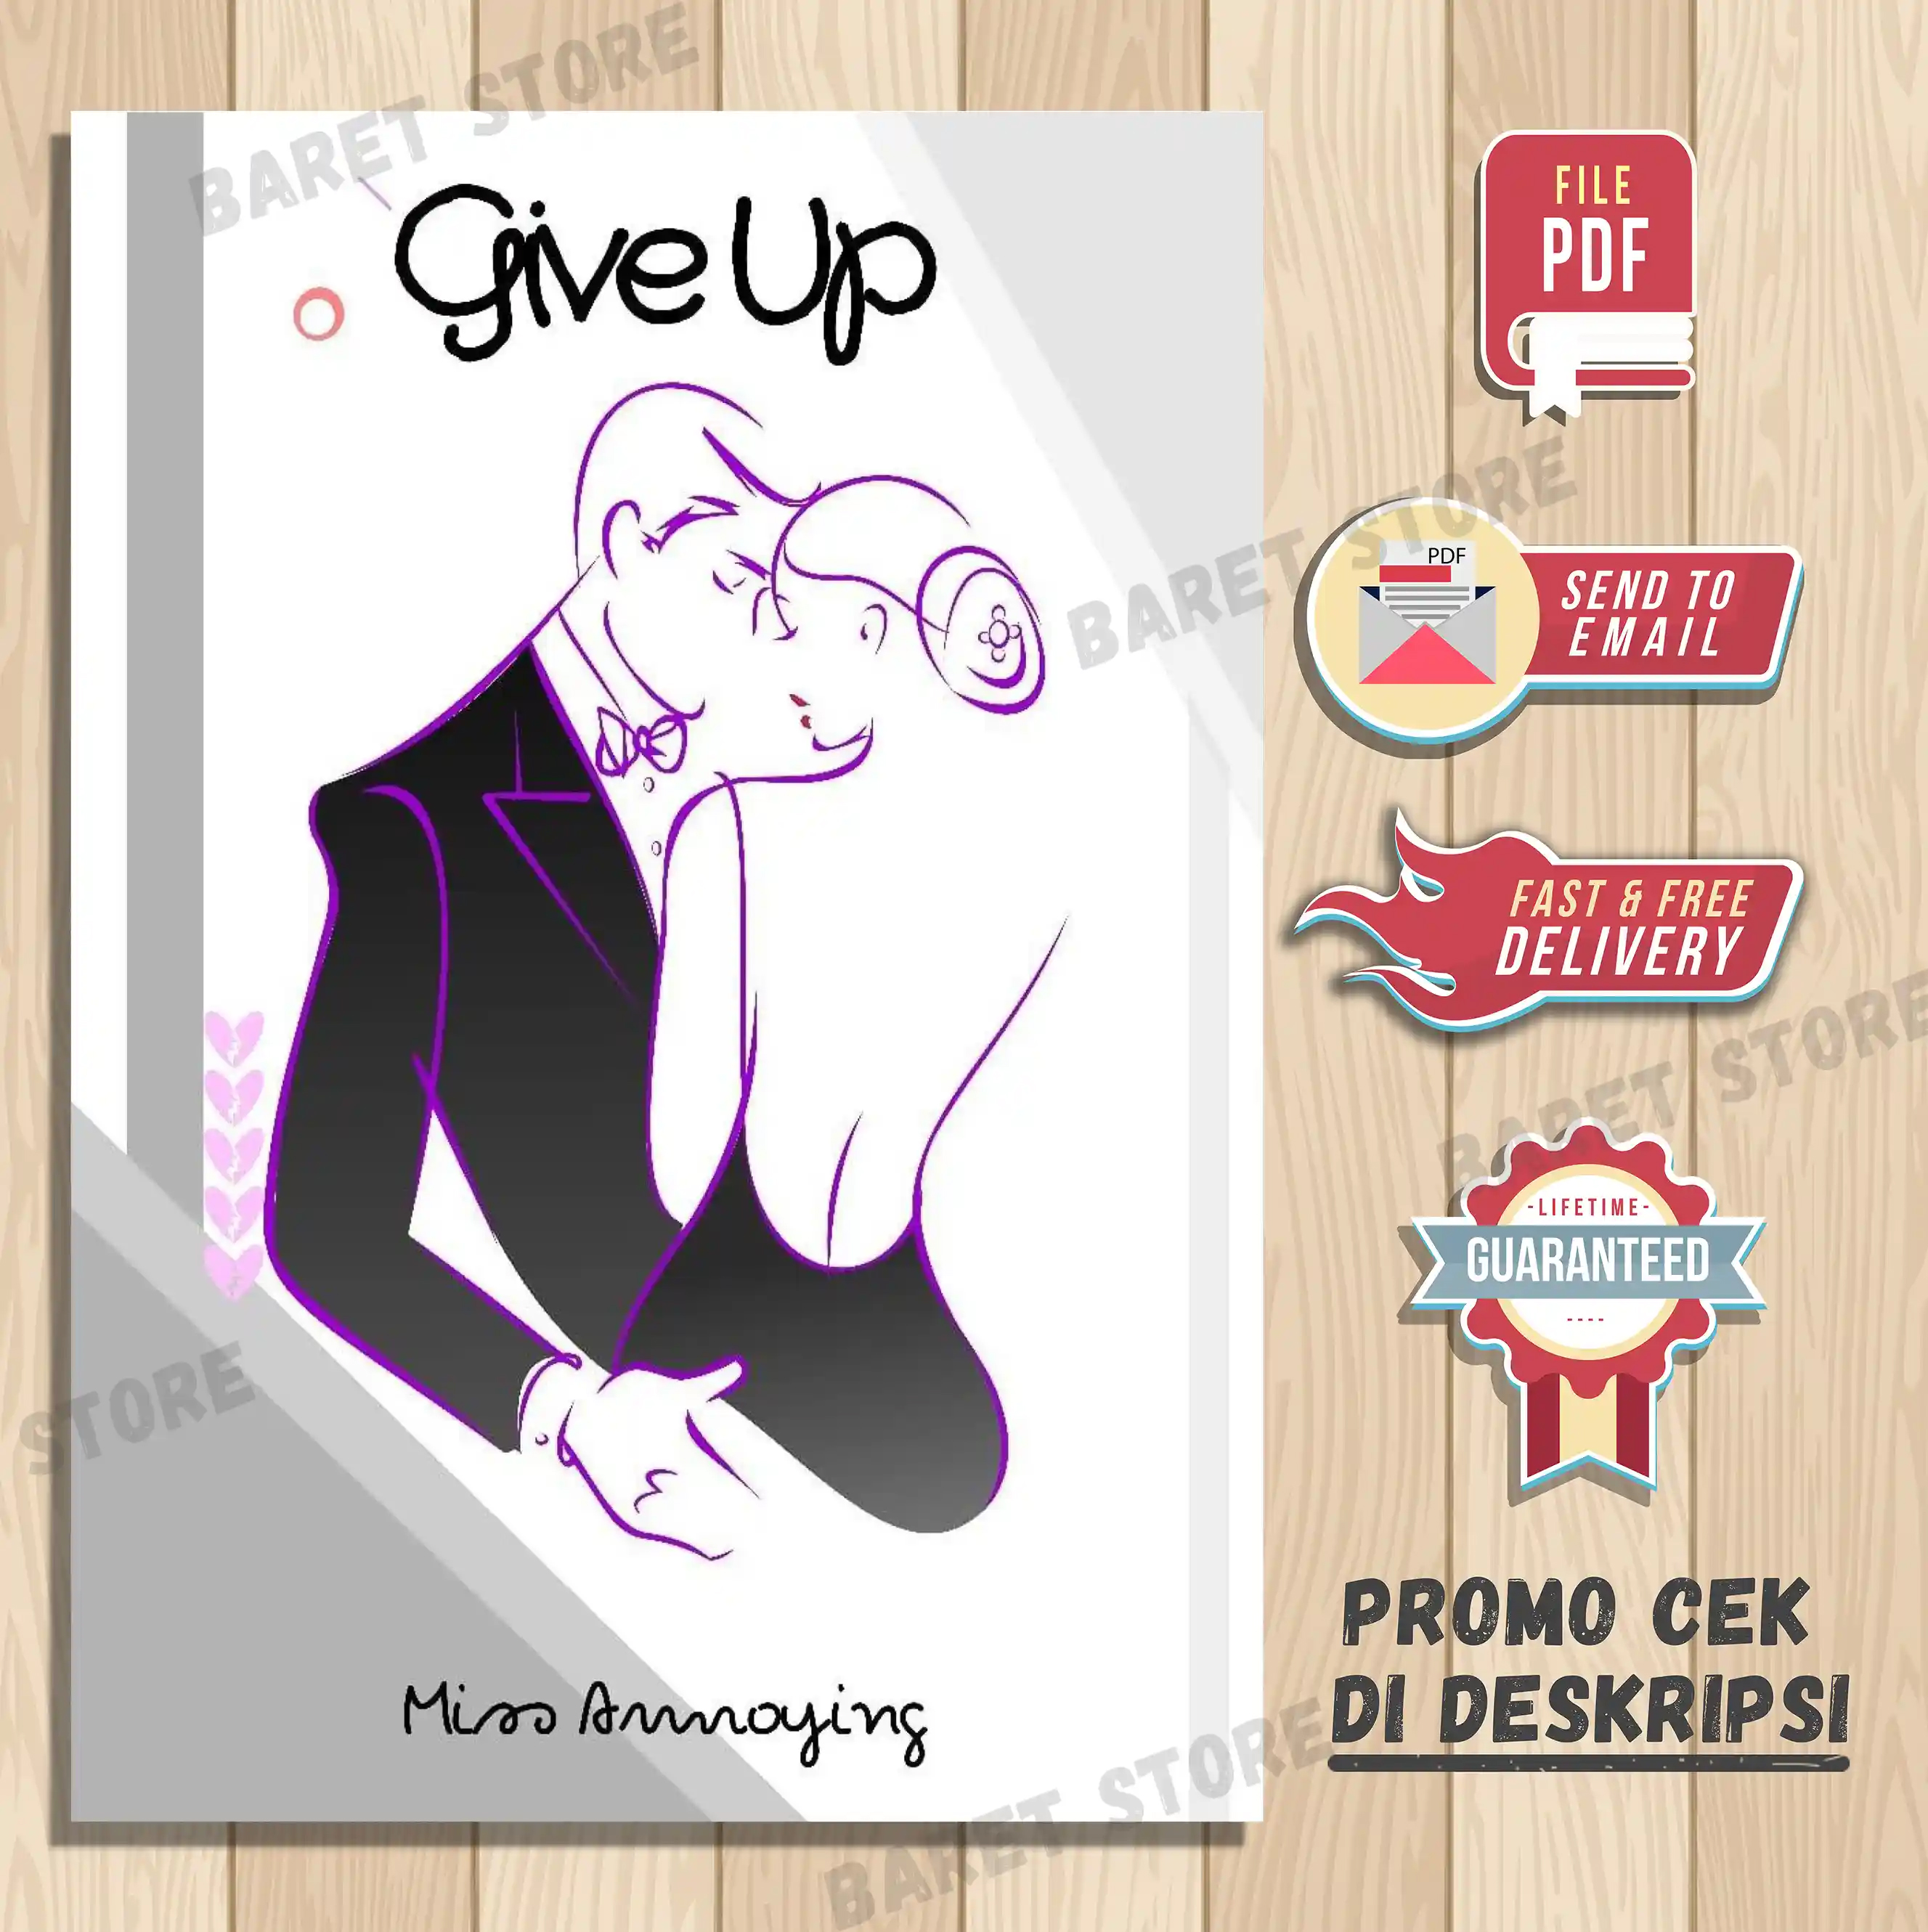 BARET STORE
Give Up
FILE
PDF
BARET STORE
PDF
SEND TO
EMAIL
FAST & FREE
DELIVERY
BARET STORE
-LIFETIME-
GUARANTEED
STORE
PROMO CEK
DI DESKRIPSI
Miss Annoying
BARET STORE